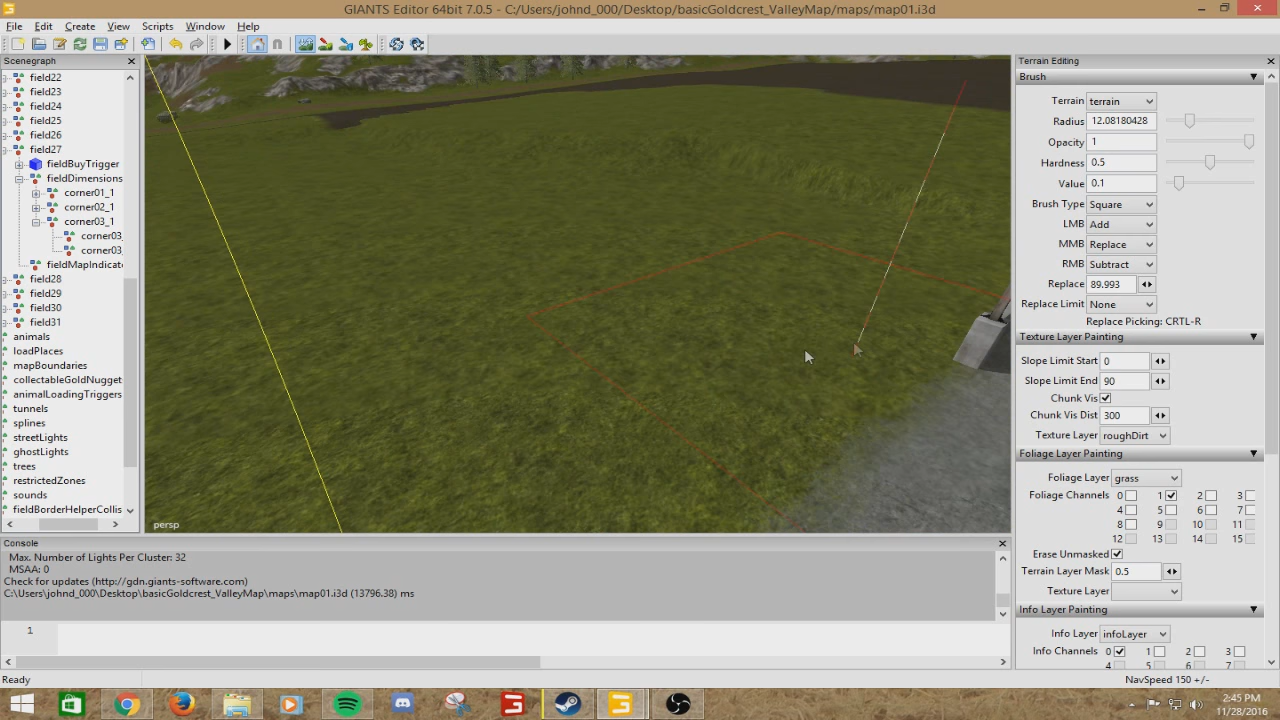 GIANTS Editor 64bit 7.0.5 - C:/Users/johnd_000/Desktop/basicGoldcrest_ValleyMap/maps/map01.i3d
File Edit Create View Scripts Window Help
Scenegraph
field22
field23
field24
field25
field26
field27
fieldBuyTrigger
fieldDimensions
corner01_1
corner02_1
corner03_1
corner03_
corner03_
fieldMapIndicat
field28
field29
field30
field31
animals
loadPlaces
mapBoundaries
collectableGoldNugget
animalLoadingTriggers
tunnels
splines
streetLights
ghostLights
trees
restrictedZones
sounds
fieldBorderHelperCollis
persp
Terrain Editing
Brush
Terrain terrain
Radius 12.08180428
Opacity 1
Hardness 0.5
Value 0.1
Brush Type Square
LMB Add
MMB Replace
RMB Subtract
Replace 89.993
Replace Limit None
Replace Picking: CRTL-R
Texture Layer Painting
Slope Limit Start 0
Slope Limit End 90
Chunk Vis
Chunk Vis Dist 300
Texture Layer roughDirt
Foliage Layer Painting
Foliage Layer grass
Foliage Channels 0 1 2 3
4 5 6 7
8 9 10 11
12 13 14 15
Erase Unmasked
Terrain Layer Mask 0.5
Texture Layer
Info Layer Painting
Info Layer infoLayer
Info Channels 0 1 2 3
4 5 6 7
Console
Max. Number of Lights Per Cluster: 32
MSAA: 0
Check for updates (http://gdn.giants-software.com)
C:\Users\johnd_000\Desktop\basicGoldcrest_ValleyMap\maps\map01.i3d (13796.38) ms
1
Ready
NavSpeed 150 +/-
2:45 PM
11/28/2016